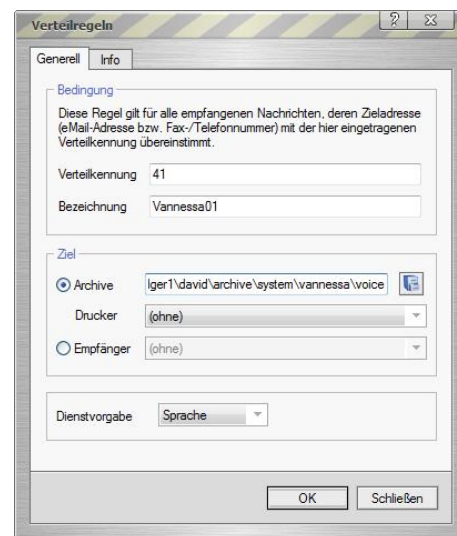 Verteilregeln
Generell Info
Bedingung
Diese Regel gilt für alle empfangenen Nachrichten, deren Zieladresse
(eMail-Adresse bzw. Fax-/Telefonnummer) mit der hier eingetragenen
Verteilkennung übereinstimmt.
Verteilkennung 41
Bezeichnung Vannessa01
Ziel
Archive lger1\david\archive\system\vannessa\voice
Drucker (ohne)
Empfänger (ohne)
Dienstvorgabe Sprache
OK Schließen